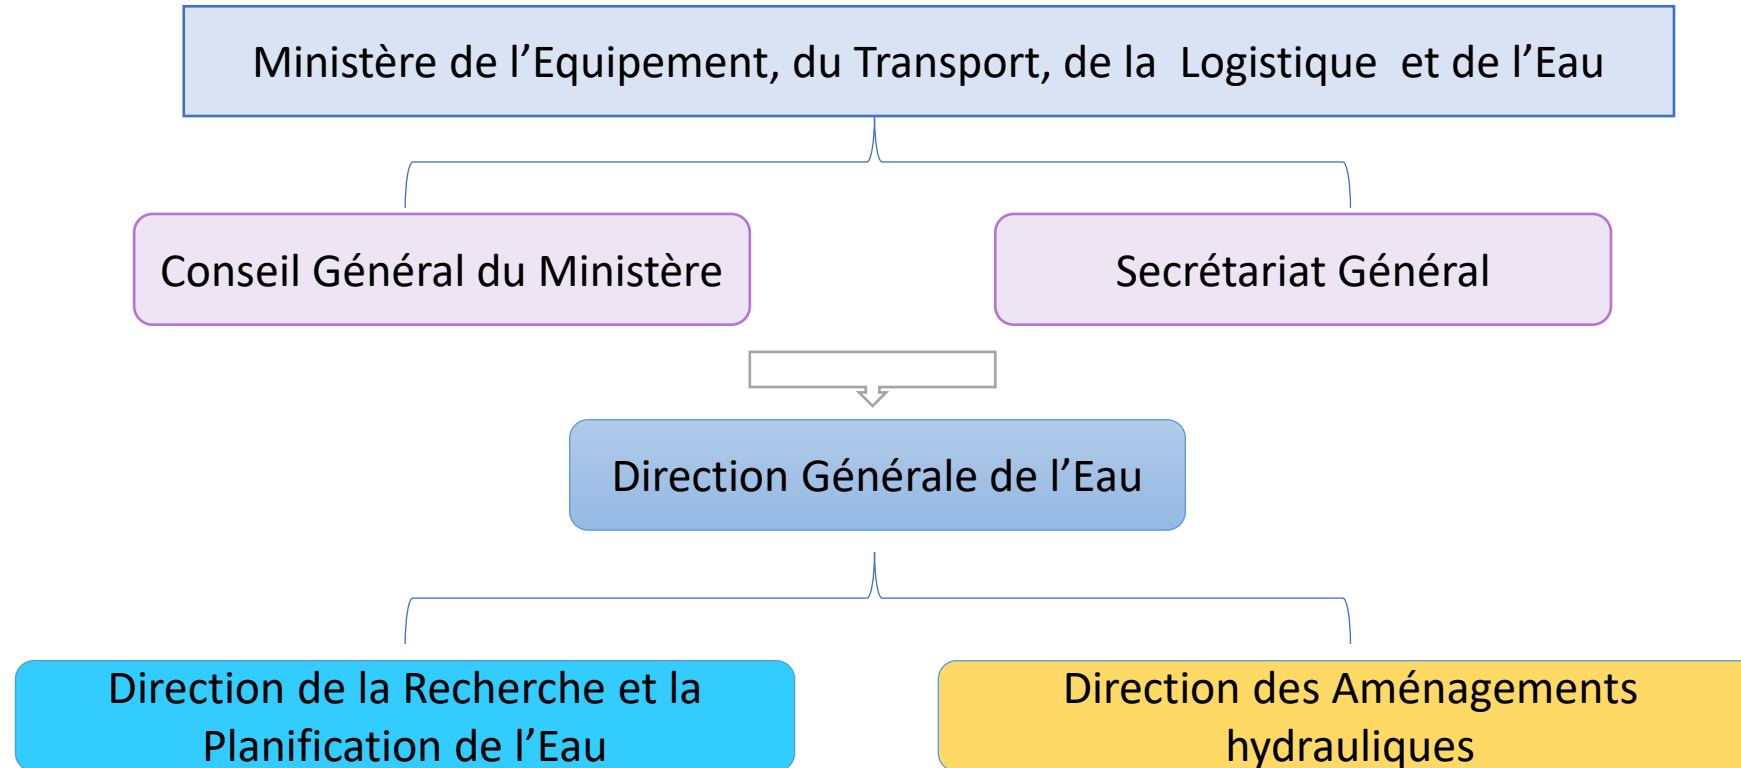 Ministère de l’Equipement, du Transport, de la Logistique et de l’Eau
Conseil Général du Ministère
Secrétariat Général
Direction Générale de l’Eau
Direction de la Recherche et la
Planification de l’Eau
Direction des Aménagements
hydrauliques